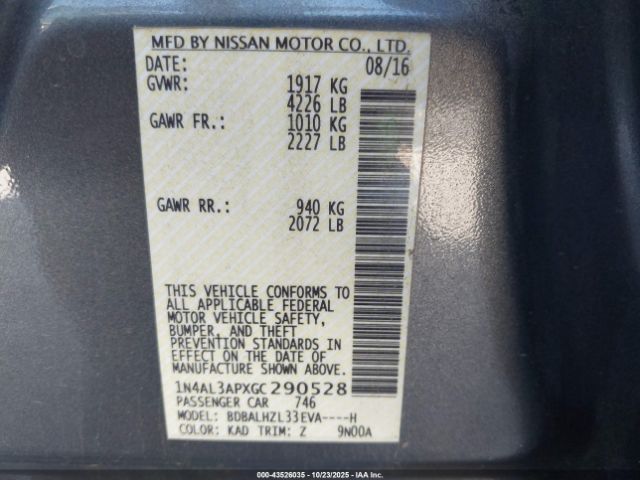 MFD BY NISSAN MOTOR CO., LTD.
DATE: 08/16
GVWR: 1917 KG
4226 LB
GAWR FR.: 1010 KG
2227 LB
GAWR RR.: 940 KG
2072 LB
THIS VEHICLE CONFORMS TO
ALL APPLICABLE FEDERAL
MOTOR VEHICLE SAFETY,
BUMPER, AND THEFT
PREVENTION STANDARDS
IN EFFECT ON THE DATE OF
MANUFACTURE SHOWN ABOVE.
1N4AL3APXGC290528
PASSENGER CAR 746
MODEL: BDBALHZL33EVA----H
COLOR: KAD TRIM: Z 9N00A
000-43526035 - 10/23/2025 - IAA Inc.